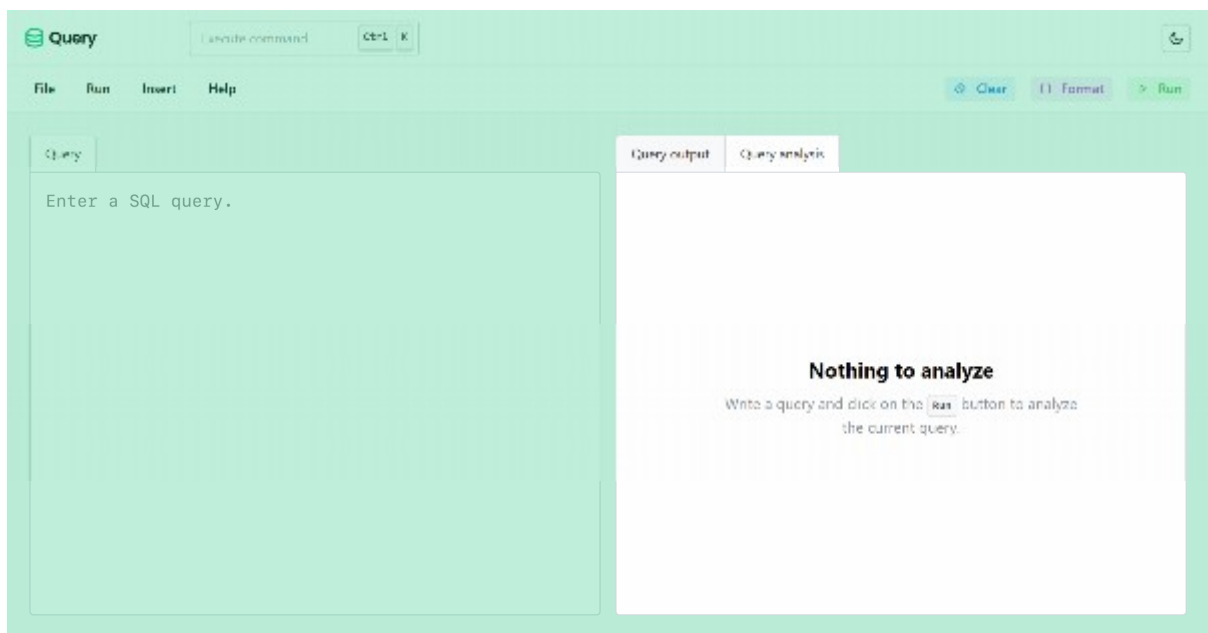 Query
Execute command
Ctrl K
File
Run
Insert
Help
Clear
Format
Run
Query
Query output
Query analysis
Enter a SQL query.
Nothing to analyze
Write a query and click on the Run button to analyze
the current query.